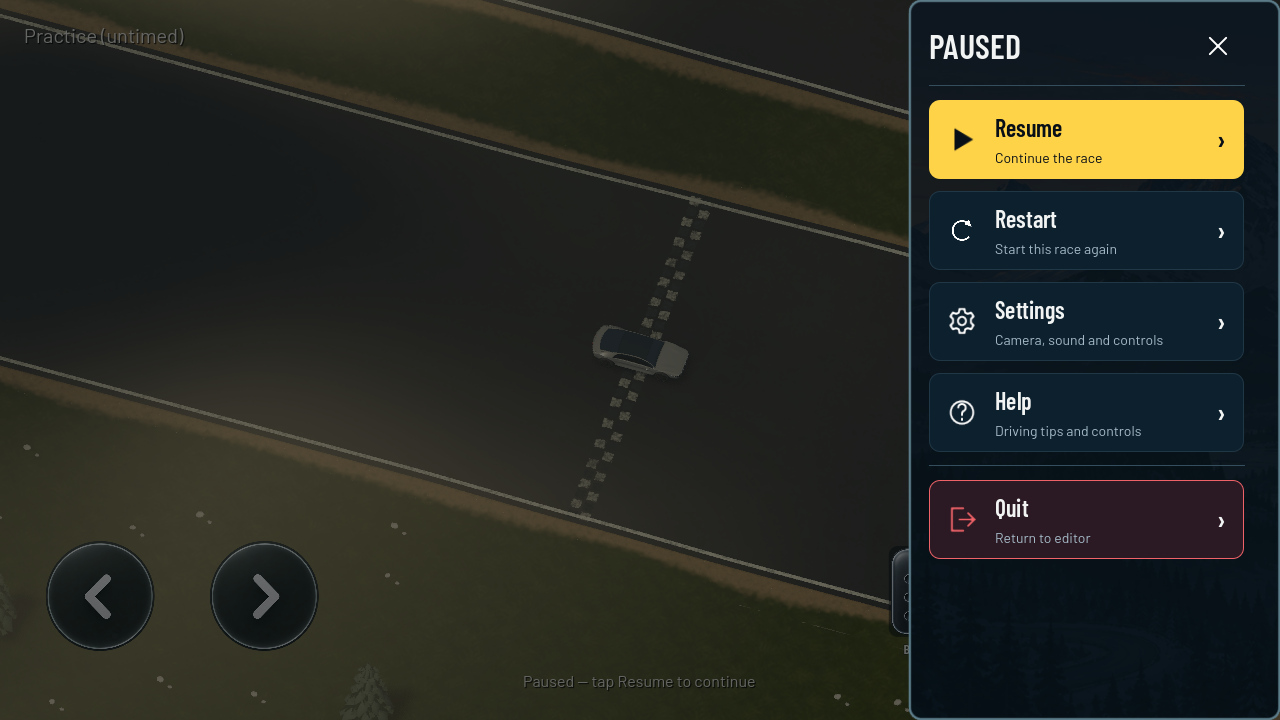 Practice (untimed)
PAUSED
Resume
Continue the race
Restart
Start this race again
Settings
Camera, sound and controls
Help
Driving tips and controls
Quit
Return to editor
Paused — tap Resume to continue